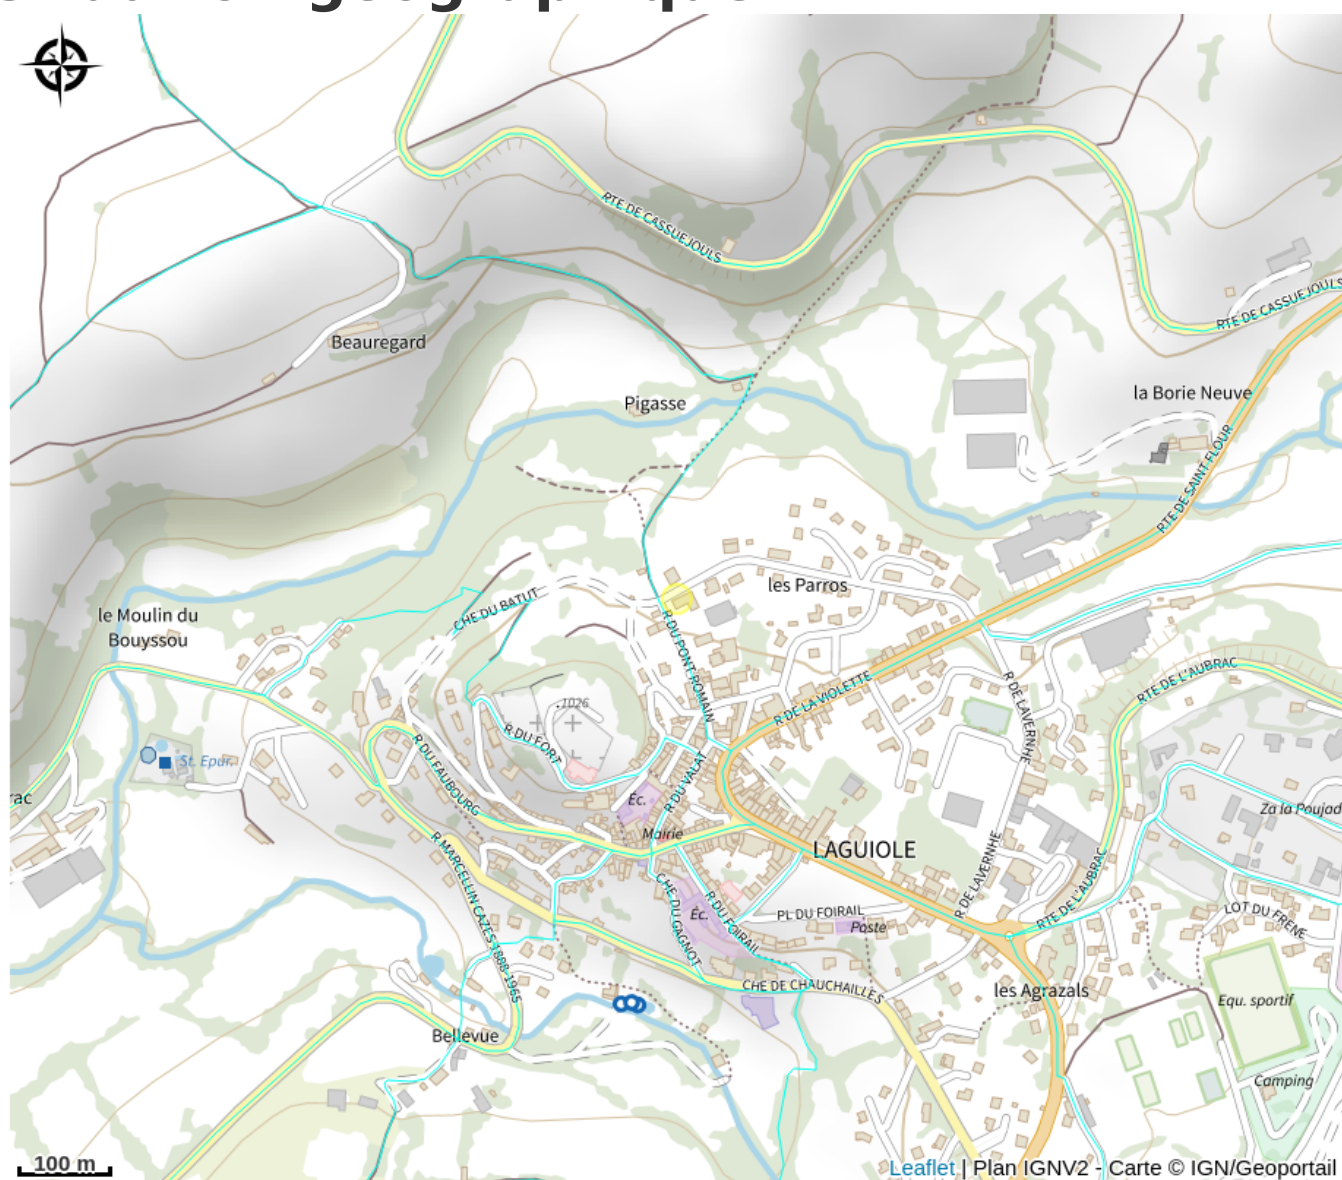 RTE DE CASSUEJOULS
RTE DE CASSUEJOULS
Beauregard
Pigasse
la Borie Neuve
RTE DE SAINT FLOUR
les Parros
CHE DU BATUT
le Moulin du
Bouyssou
R DU PONT ROMAIN
R DE LA VIOLETTE
R DE LAVERNHE
RTE DE L'AUBRAC
1026
R DU FORT
R DU FAUBOURG
St. Epur.
R DU VALAT
Éc.
Mairie
rac
Za la Poujad
LAGUIOLE
R MARCELLIN CAZES 1888-1965
CHE DU GAGNOT
R DU FOIRAIL
Éc.
PL DU FOIRAIL
Poste
R DE LAVERNHE
RTE DE L'AUBRAC
LOT DU FRENE
CHE DE CHAUCHAILLES
les Agrazals
Equ. sportif
Bellevue
Camping
100 m
Leaflet | Plan IGNV2 - Carte © IGN/Geoportail